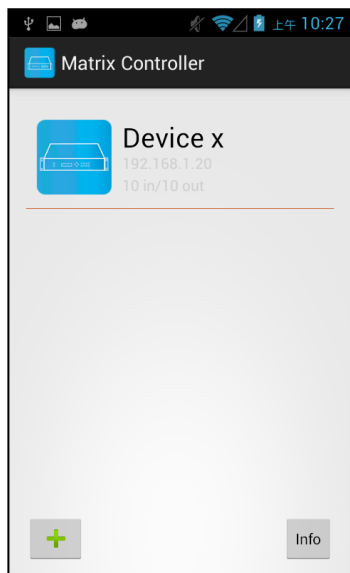 上午 10:27
Matrix Controller
Device x
192.168.1.20
10 in/10 out
Info